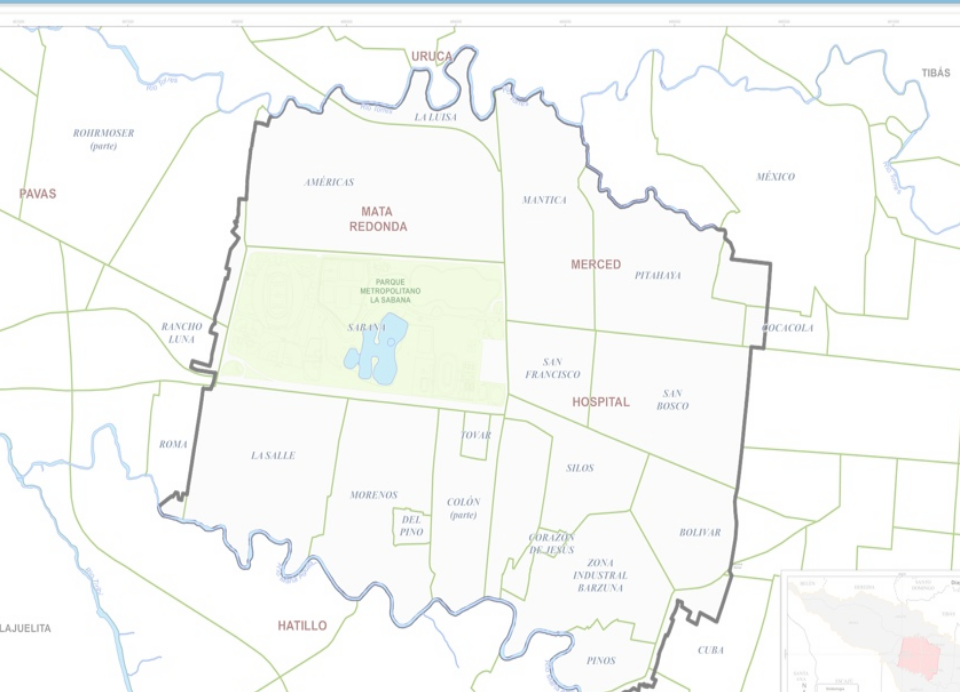 URUCA
TIBÁS
LA LUISA
ROHRMOSER
(parte)
MÉXICO
AMÉRICAS
PAVAS
MANTICA
MATA
REDONDA
MERCED
PITAHAYA
PARQUE
METROPOLITANO
LA SABANA
SABANA
RANCHO
LUNA
COCACOLA
SAN
FRANCISCO
SAN
BOSCO
HOSPITAL
TOVAR
ROMA
LA SALLE
SILOS
MORENOS
COLÓN
(parte)
DEL
PINO
BOLIVAR
CORAZÓN
DE JESUS
ZONA
INDUSTRIAL
BARZUNA
HATILLO
LAJUELITA
CUBA
PINOS